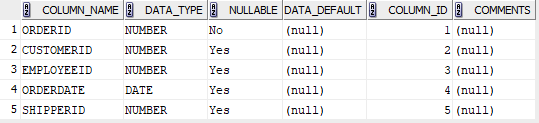 COLUMN_NAME DATA_TYPE NULLABLE DATA_DEFAULT COLUMN_ID COMMENTS
1 ORDERID NUMBER No (null) 1 (null)
2 CUSTOMERID NUMBER Yes (null) 2 (null)
3 EMPLOYEEID NUMBER Yes (null) 3 (null)
4 ORDERDATE DATE Yes (null) 4 (null)
5 SHIPPERID NUMBER Yes (null) 5 (null)